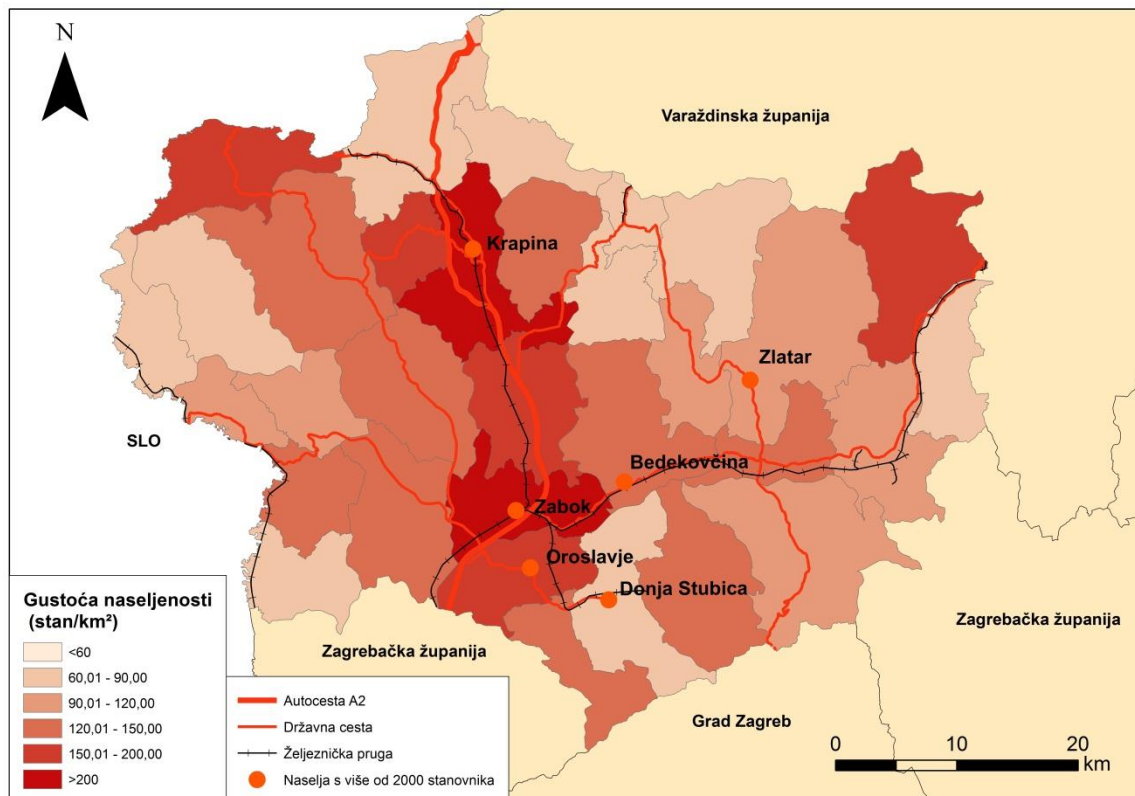 N
Varaždinska županija
Krapina
Zlatar
SLO
Bedekovčina
Zabok
Oroslavje
Donja Stubica
Zagrebačka županija
Zagrebačka županija
Grad Zagreb
Gustoća naseljenosti
(stan/km²)
<60
60,01 - 90,00
90,01 - 120,00
120,01 - 150,00
150,01 - 200,00
>200
Autocesta A2
Državna cesta
Željeznička pruga
Naselja s više od 2000 stanovnika
0 10 20
km